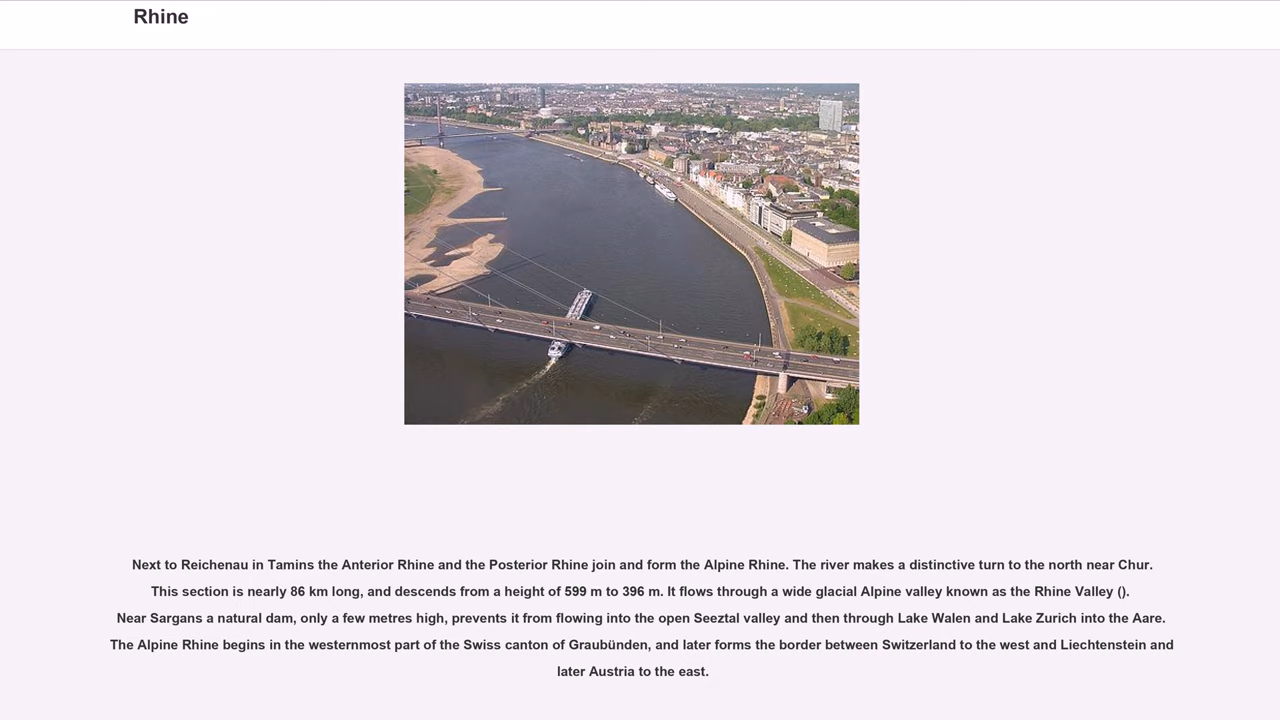 Rhine
Next to Reichenau in Tamins the Anterior Rhine and the Posterior Rhine join and form the Alpine Rhine. The river makes a distinctive turn to the north near Chur.
This section is nearly 86 km long, and descends from a height of 599 m to 396 m. It flows through a wide glacial Alpine valley known as the Rhine Valley ().
Near Sargans a natural dam, only a few metres high, prevents it from flowing into the open Seeztal valley and then through Lake Walen and Lake Zurich into the Aare.
The Alpine Rhine begins in the westernmost part of the Swiss canton of Graubünden, and later forms the border between Switzerland to the west and Liechtenstein and
later Austria to the east.